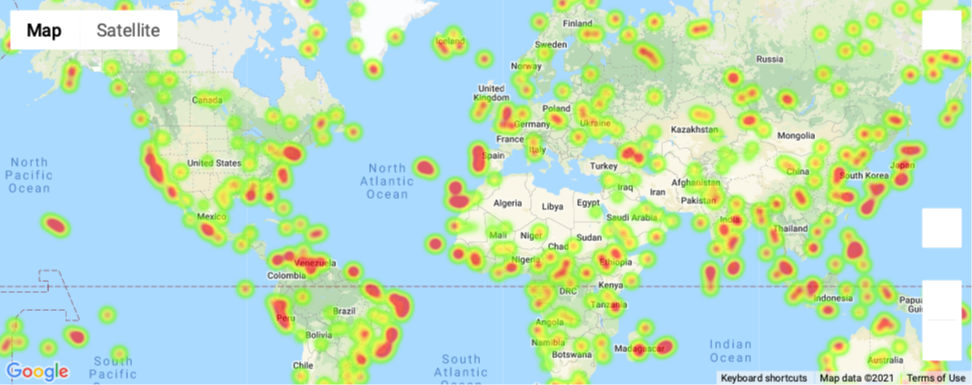 Map
Satellite
Finland
Iceland
Sweden
Russia
Norway
Canada
United
Kingdom
Poland
Germany
Ukraine
Kazakhstan
Mongolia
France
North
Pacific
Ocean
United States
North
Atlantic
Ocean
Spain
Italy
Turkey
China
South Korea
Japan
Iraq
Iran
Afghanistan
Pakistan
Mexico
Algeria
Libya
Egypt
Saudi Arabia
India
Mali
Niger
Chad
Sudan
Thailand
Venezuela
Colombia
Nigeria
Ethiopia
Kenya
DRC
Indonesia
Papua
Peru
Brazil
Tanzania
Angola
Bolivia
Namibia
Botswana
Madagascar
Indian
Ocean
South
Pacific
Chile
South
Atlantic
Australia
Google
Keyboard shortcuts
Map data ©2021
Terms of Use